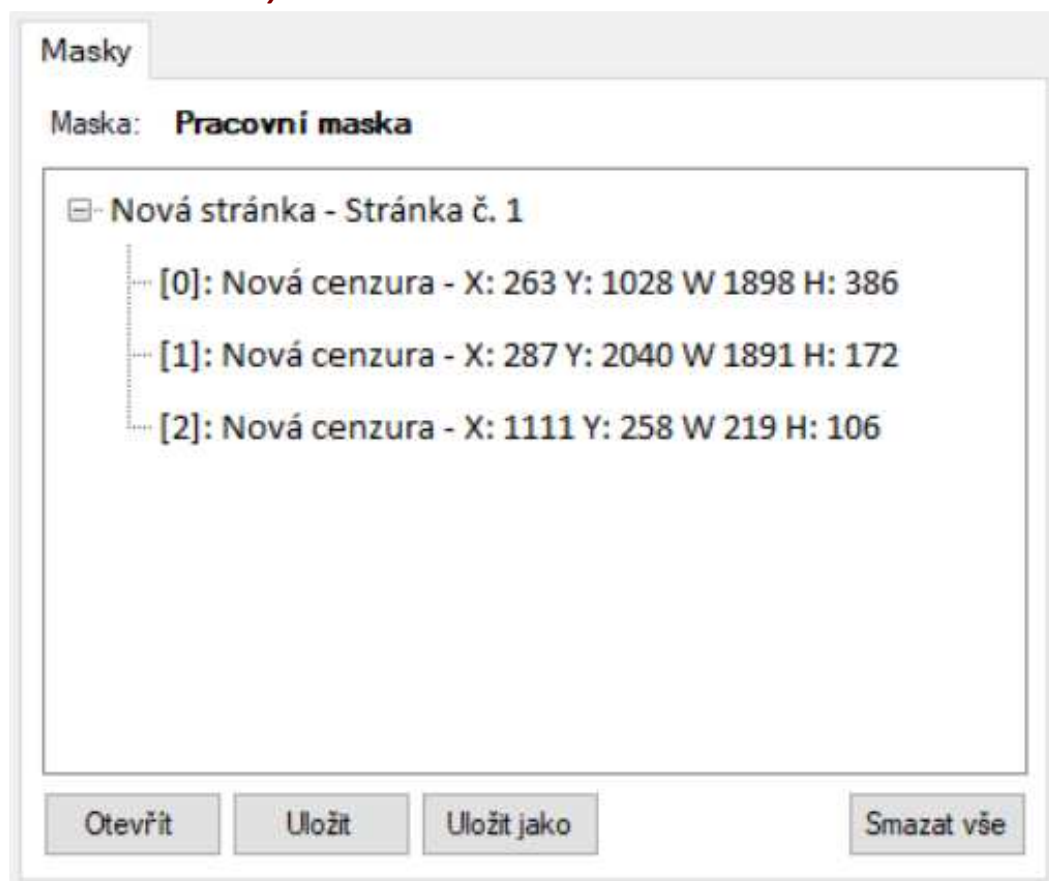 Masky
Maska: Pracovní maska
Nová stránka - Stránka č. 1
[0]: Nová cenzura - X: 263 Y: 1028 W 1898 H: 386
[1]: Nová cenzura - X: 287 Y: 2040 W 1891 H: 172
[2]: Nová cenzura - X: 1111 Y: 258 W 219 H: 106
Otevřít Uložit Uložit jako Smazat vše